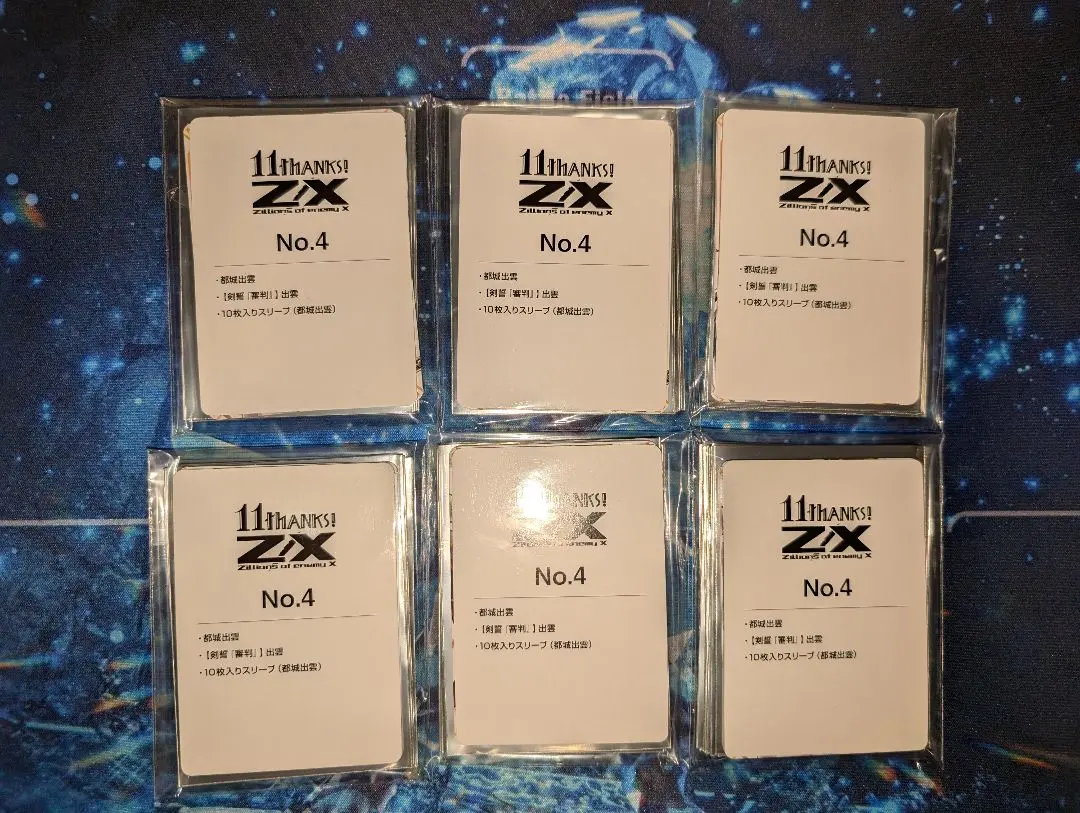 Battle Field
11thANKS!
Z/X
Zillions of enemy X
No.4
・都城出雲
・【剣誓『審判』】出雲
・10枚入りスリーブ（都城出雲）
11thANKS!
Z/X
Zillions of enemy X
No.4
・都城出雲
・【剣誓『審判』】出雲
・10枚入りスリーブ（都城出雲）
11thANKS!
Z/X
Zillions of enemy X
No.4
・都城出雲
・【剣誓『審判』】出雲
・10枚入りスリーブ（都城出雲）
11thANKS!
Z/X
Zillions of enemy X
No.4
・都城出雲
・【剣誓『審判』】出雲
・10枚入りスリーブ（都城出雲）
11thANKS!
Z/X
Zillions of enemy X
No.4
・都城出雲
・【剣誓『審判』】出雲
・10枚入りスリーブ（都城出雲）
11thANKS!
Z/X
Zillions of enemy X
No.4
・都城出雲
・【剣誓『審判』】出雲
・10枚入りスリーブ（都城出雲）